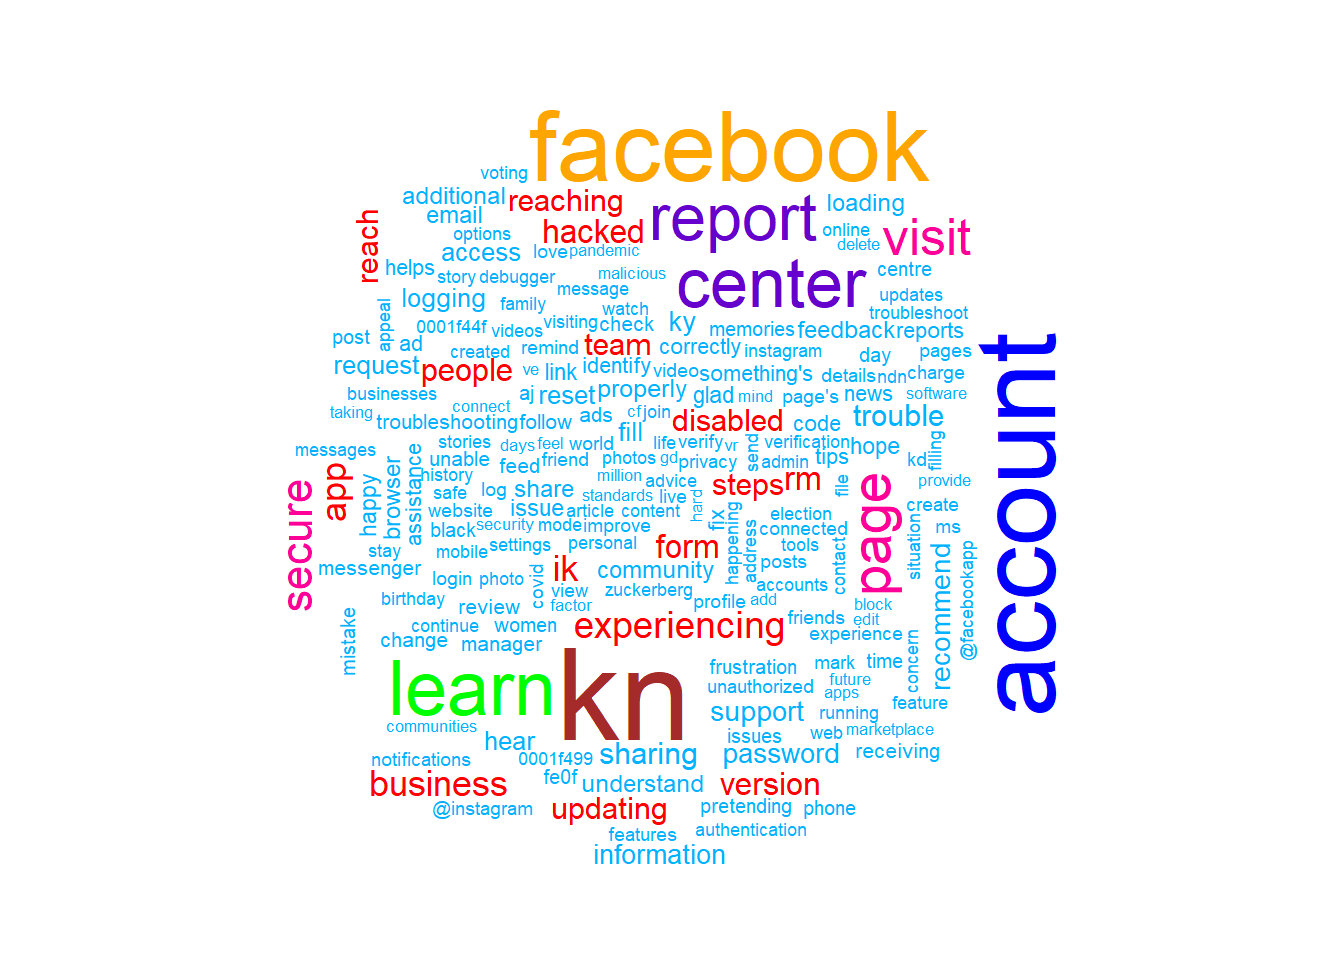 facebook
voting
additional
reaching
report
loading
email
hacked
visit
reach
options
online
delete
access
love
pandemic
center
helps
story
debugger
malicious
centre
message
logging
family
updates
watch
troubleshoot
appeal
0001f44f
videos
visiting
check
ky
memories
feedback
reports
post
ad
created
remind
team
correctly
instagram
day
pages
request
people
ve
link
identify
video
something's
details
ndn
charge
businesses
aj
reset
properly
glad
mind
page's
news
software
taking
connect
troubleshooting
follow
ads
cf
join
disabled
code
trouble
account
messages
stories
days
feel
world
fill
life
verify
vr
send
verification
hope
filling
unable
feed
friend
photos
gd
privacy
admin
tips
kd
app
happy
browser
assistance
history
million
advice
steps
rm
file
page
provide
secure
safe
log
share
standards
live
hard
website
issue
article
content
fix
election
create
black
security
mode
improve
happening
address
connected
situation
ms
stay
mobile
settings
personal
form
tools
contact
messenger
login
photo
covid
ik
community
posts
recommend
@facebookapp
view
zuckerberg
accounts
birthday
review
factor
profile
add
block
mistake
continue
women
experiencing
friends
edit
change
manager
experience
concern
learn
kn
frustration
mark
time
unauthorized
future
apps
communities
support
running
feature
hear
issues
web
marketplace
notifications
0001f499
sharing
password
receiving
business
fe0f
understand
version
@instagram
updating
pretending
phone
features
authentication
information